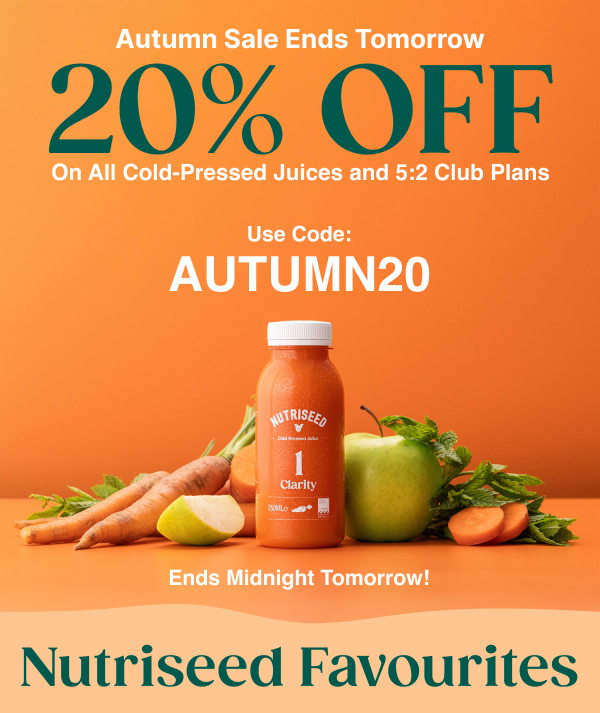 Autumn Sale Ends Tomorrow
20% OFF
On All Cold-Pressed Juices and 5:2 Club Plans
Use Code:
AUTUMN20
NUTRISEED
Cold Pressed Juice
1
Clarity
250ML℮
Ends Midnight Tomorrow!
Nutriseed Favourites